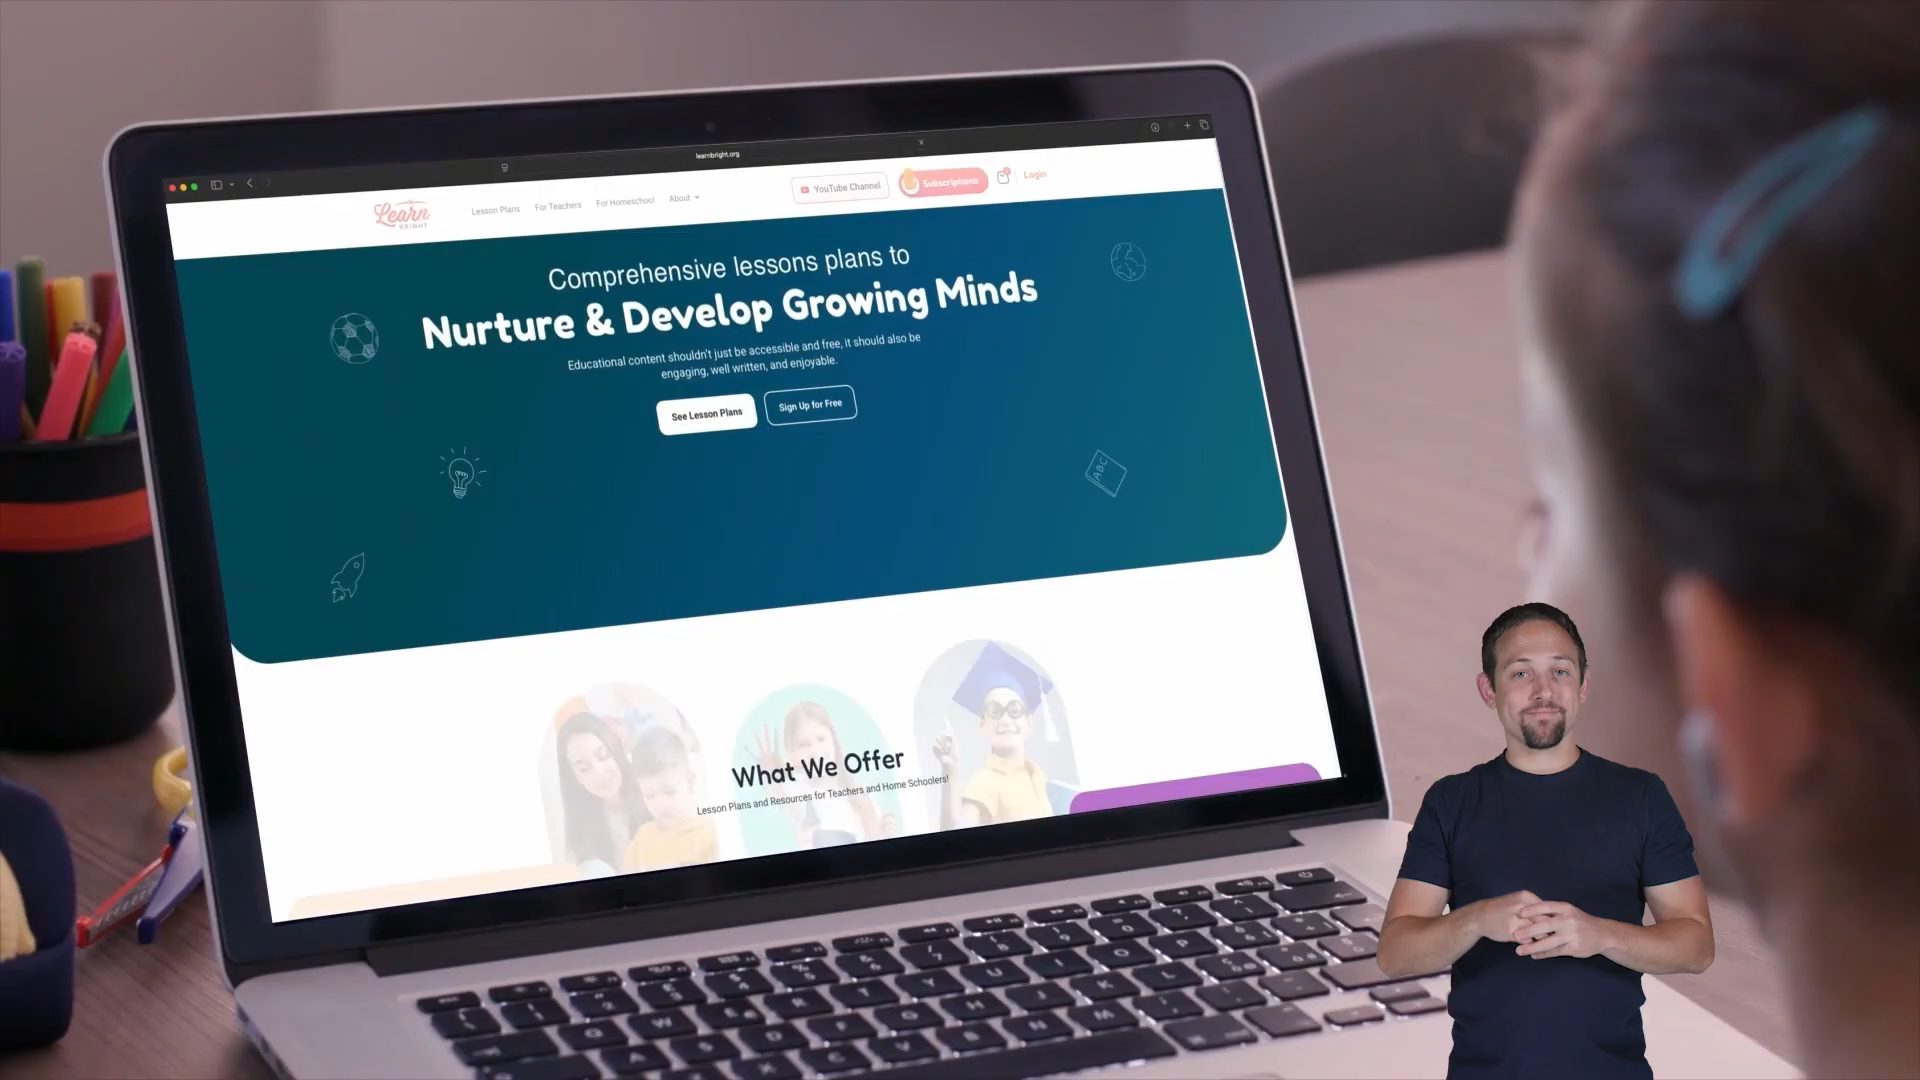 learnbright.org
Learn
BRIGHT
Lesson Plans
For Teachers
For Homeschool
About
YouTube Channel
Subscriptions
Login
Comprehensive lessons plans to
Nurture & Develop Growing Minds
Educational content shouldn't just be accessible and free, it should also be
engaging, well written, and enjoyable.
See Lesson Plans
Sign Up for Free
ABC
What We Offer
Lesson Plans and Resources for Teachers and Home Schoolers!